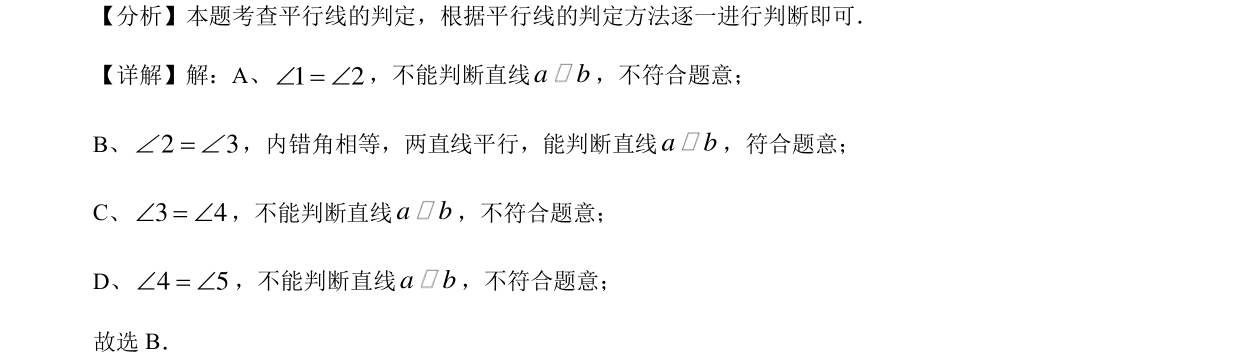 【分析】本题考查平行线的判定，根据平行线的判定方法逐一进行判断即可．
【详解】解：A、∠1＝∠2，不能判断直线a□b，不符合题意；
B、∠2＝∠3，内错角相等，两直线平行，能判断直线a□b，符合题意；
C、∠3＝∠4，不能判断直线a□b，不符合题意；
D、∠4＝∠5，不能判断直线a□b，不符合题意；
故选 B．